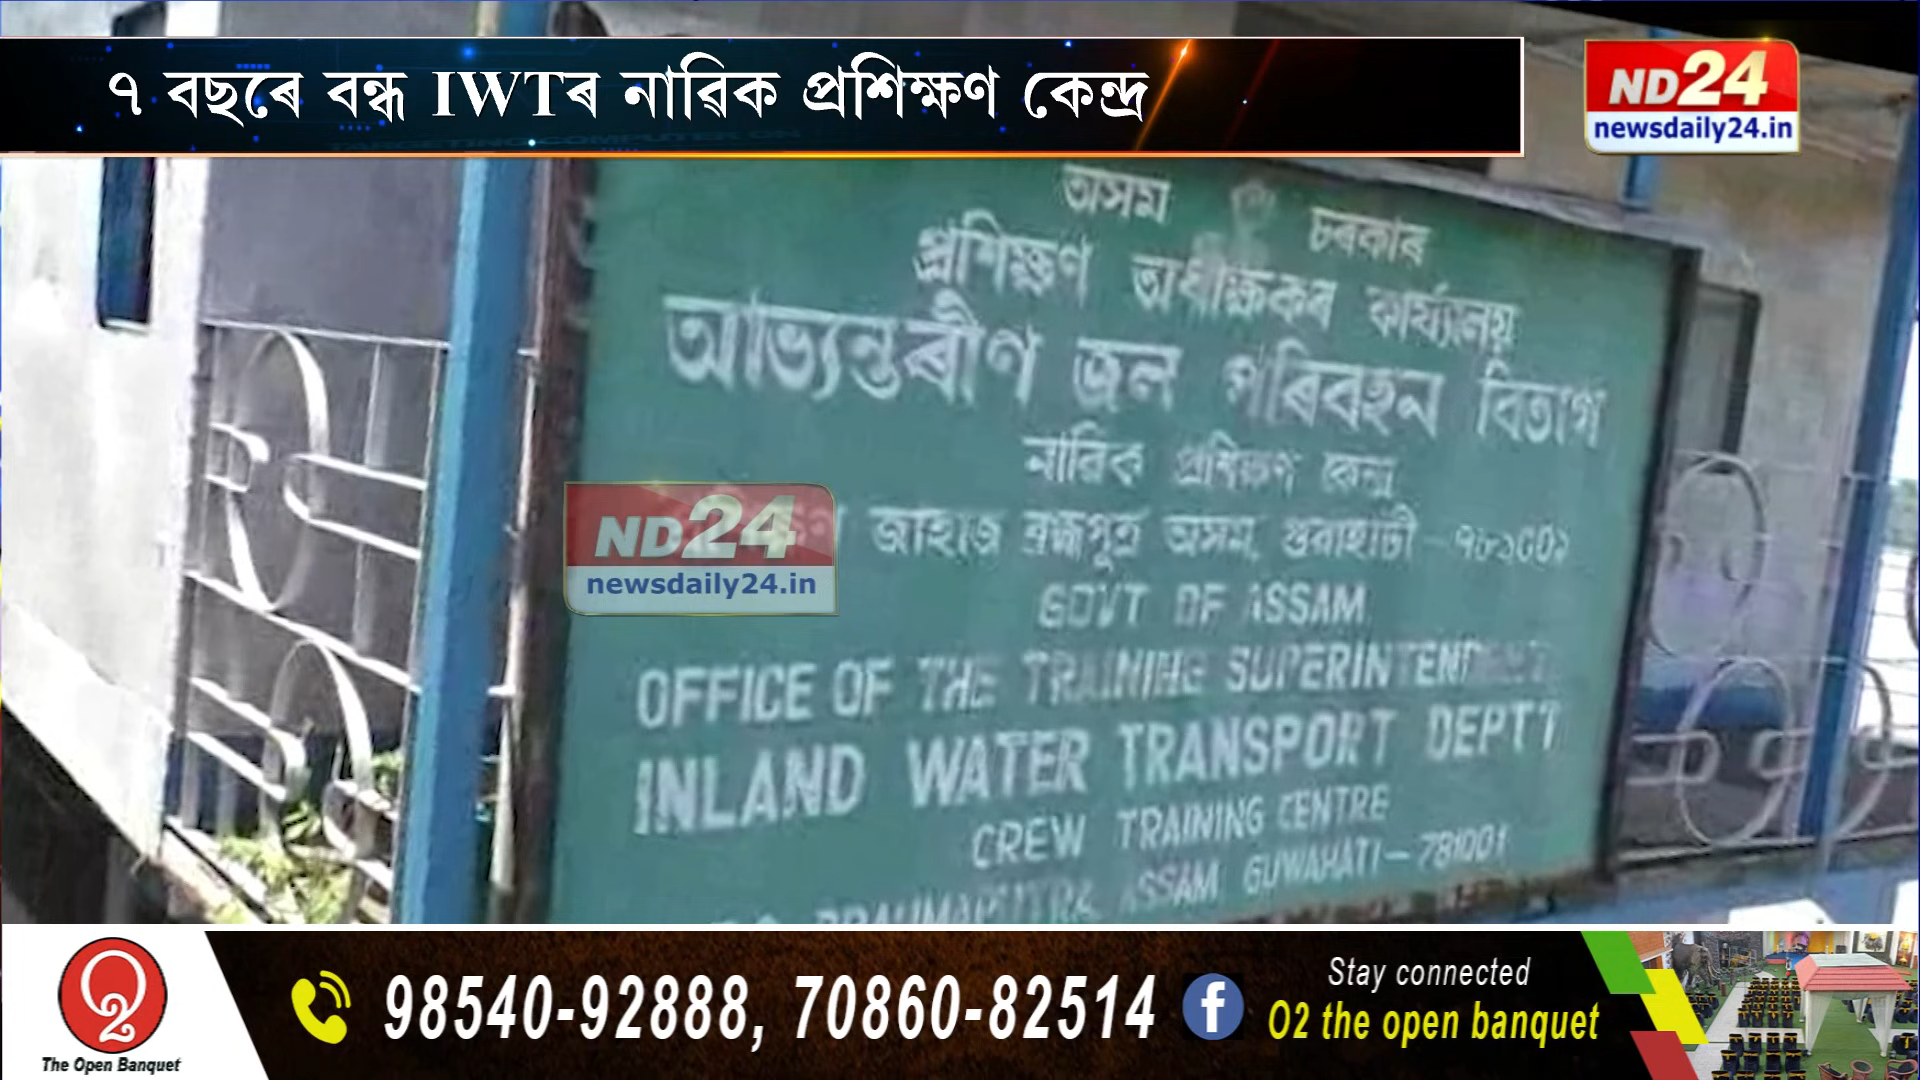 ৭ বছৰে বন্ধ IWTৰ নাৱিক প্ৰশিক্ষণ কেন্দ্ৰ
ND24
newsdaily24.in
অসম চৰকাৰ
প্ৰশিক্ষণ অধীক্ষকৰ কাৰ্য্যালয়
আভ্যন্তৰীণ জল পৰিবহন বিভাগ
নাৱিক প্ৰশিক্ষণ কেন্দ্ৰ
জাহাজ ব্ৰহ্মপুত্ৰ অসম, গুৱাহাটী - ৭৮১০০১
ND24
newsdaily24.in
GOVT OF ASSAM
OFFICE OF THE TRAINING SUPERINTENDENT
INLAND WATER TRANSPORT DEPTT
CREW TRAINING CENTRE
BRAHMAPUTRA, ASSAM, GUWAHATI - 781001
O2
The Open Banquet
98540-92888, 70860-82514
f
Stay connected
O2 the open banquet